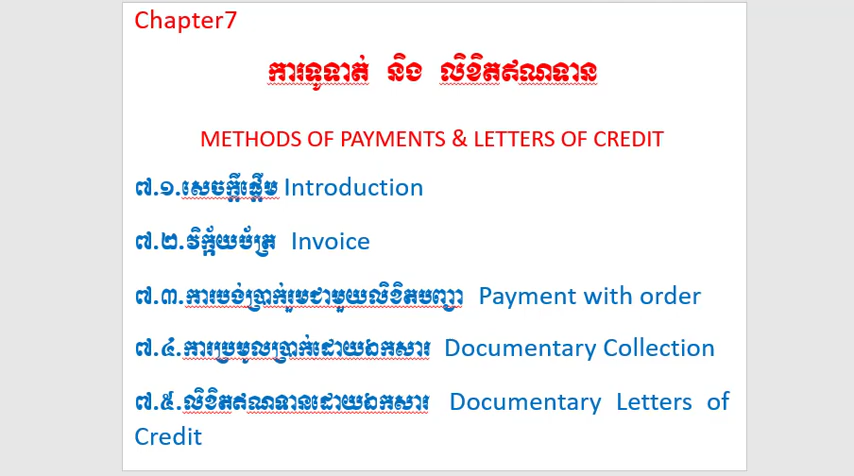 Chapter7
ការទូទាត់ និង លិខិតឥណទាន
METHODS OF PAYMENTS & LETTERS OF CREDIT
៧.១.សេចក្តីផ្តើម Introduction
៧.២.វិក្ក័យប័ត្រ Invoice
៧.៣.ការបង់ប្រាក់រួមជាមួយលិខិតបញ្ជា Payment with order
៧.៤.ការប្រមូលប្រាក់ដោយឯកសារ Documentary Collection
៧.៥.លិខិតឥណទានដោយឯកសារ Documentary Letters of
Credit